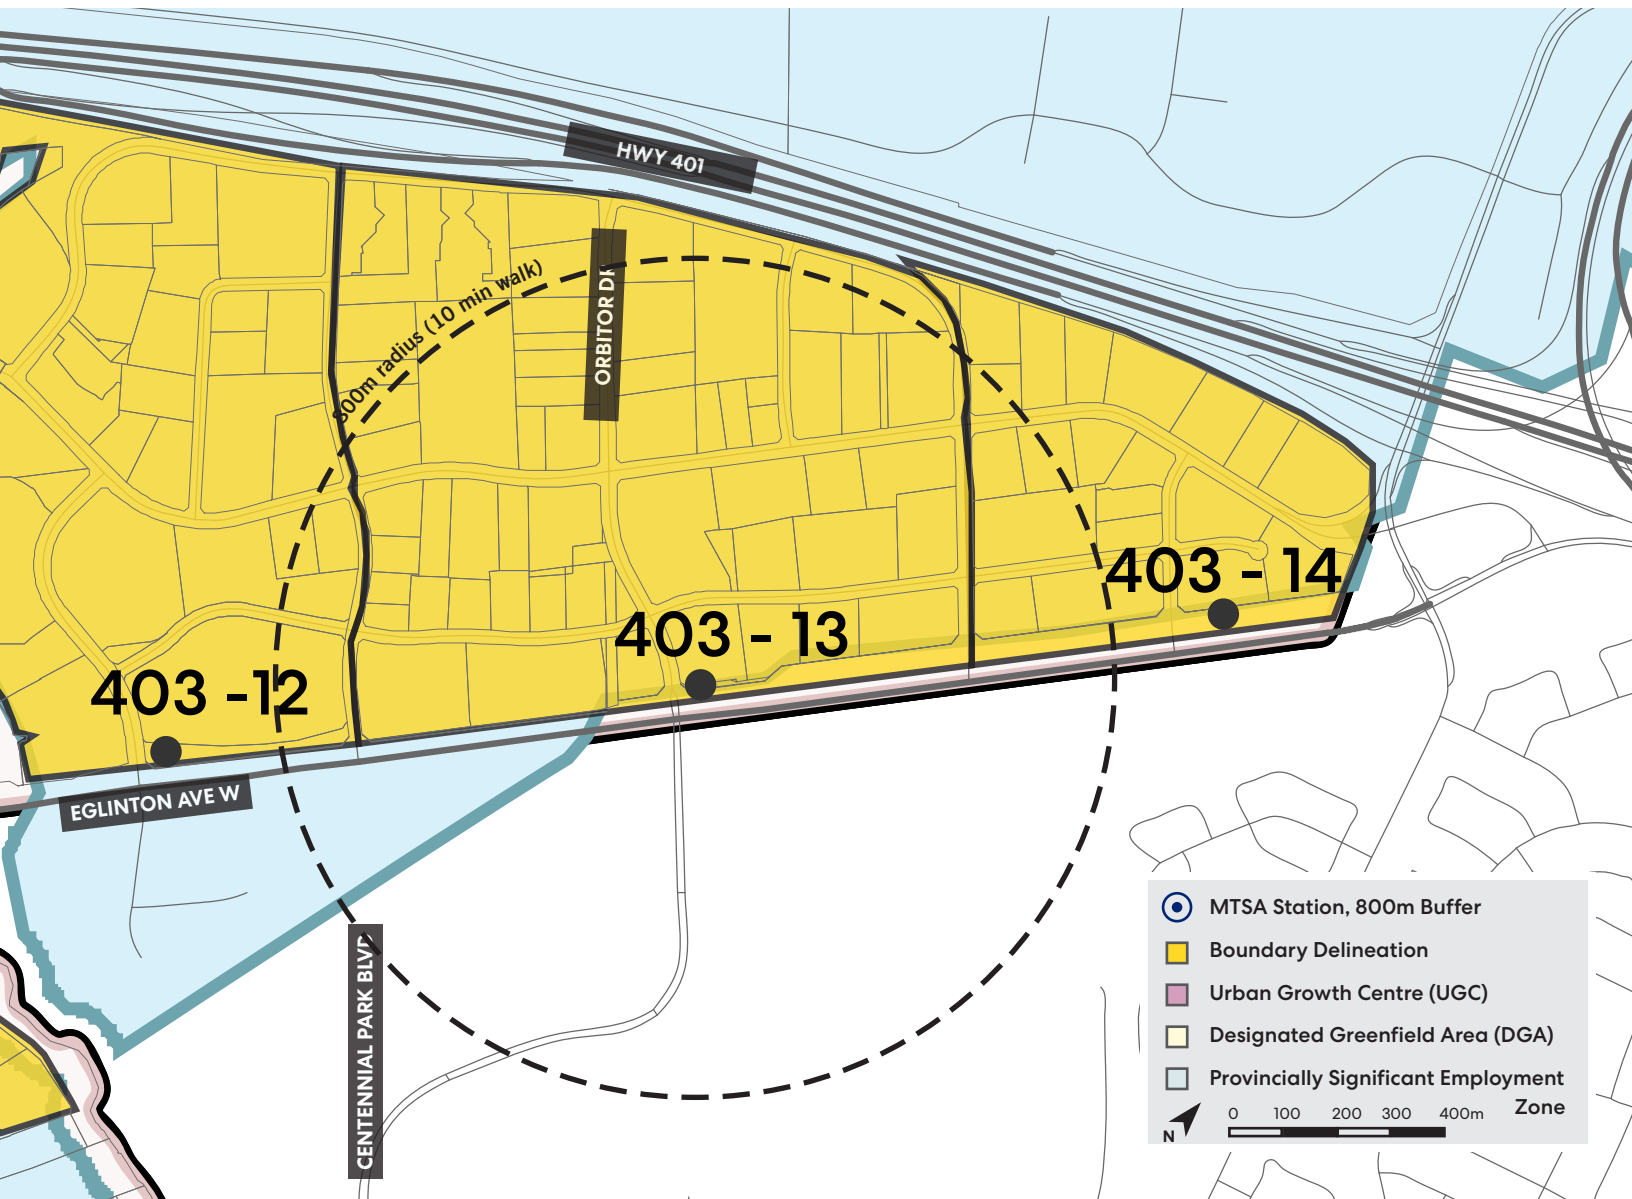 HWY 401
800m radius (10 min walk)
ORBITOR DR
403 - 14
403 - 13
403 -12
EGLINTON AVE W
CENTENNIAL PARK BLVD
MTSA Station, 800m Buffer
Boundary Delineation
Urban Growth Centre (UGC)
Designated Greenfield Area (DGA)
Provincially Significant Employment
Zone
N
0 100 200 300 400m